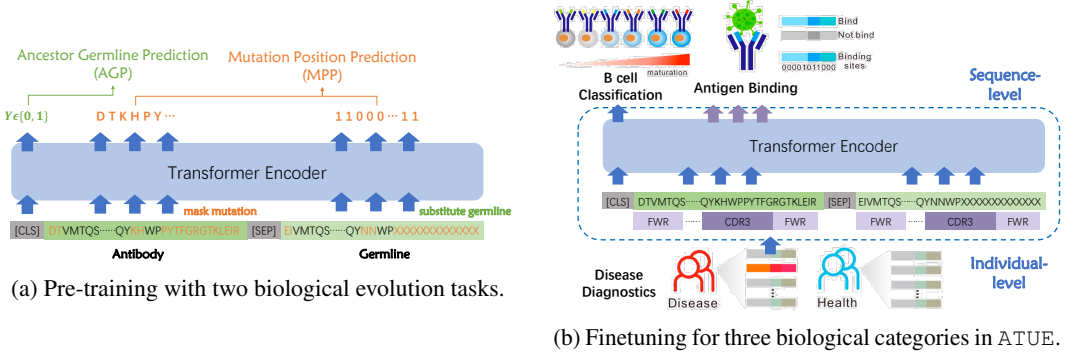 Ancestor Germline Prediction
(AGP)
Mutation Position Prediction
(MPP)
Y∈{0, 1}
D T K H P Y ···
1 1 0 0 0 ··· 1 1
Transformer Encoder
mask mutation
substitute germline
[CLS] DTVMTQS·····QYKHWPPYTFGRGTKLEIR [SEP] EIVMTQS·····QYNNWPXXXXXXXXXXXXX
Antibody
Germline
(a) Pre-training with two biological evolution tasks.
maturation
B cell
Classification
Bind
Not bind
Binding
sites
00001011000
Antigen Binding
Sequence-
level
Transformer Encoder
[CLS] DTVMTQS·····QYKHWPPYTFGRGTKLEIR [SEP] EIVMTQS·····QYNNWPXXXXXXXXXXXXX
FWR ······ CDR3 FWR FWR ······ CDR3 FWR
Disease
Diagnostics
Disease
Health
Individual-
level
(b) Finetuning for three biological categories in ATUE.